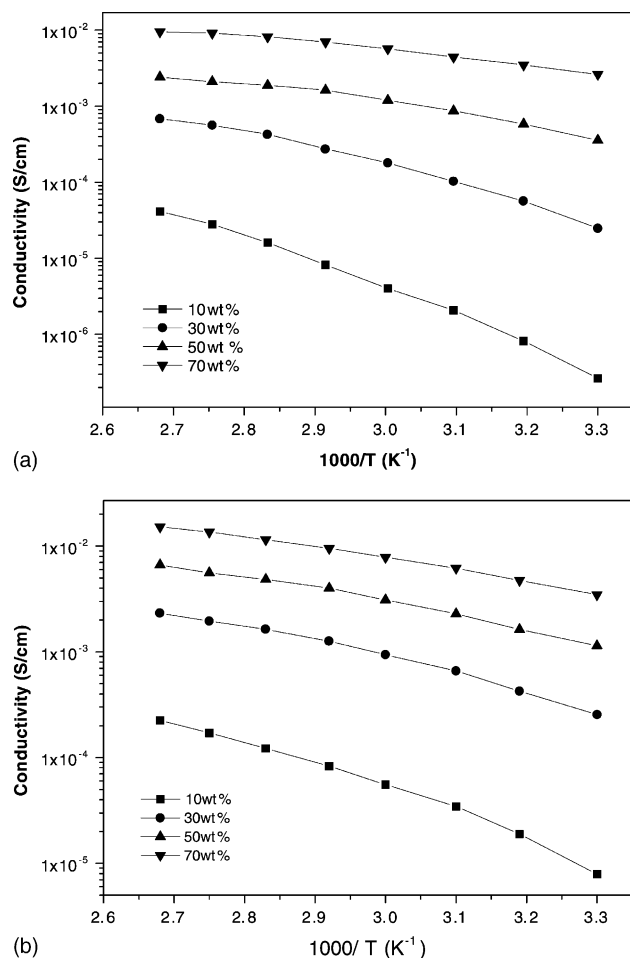 1x10⁻²
1x10⁻³
1x10⁻⁴
1x10⁻⁵
1x10⁻⁶
Conductivity (S/cm)
10wt%
30wt%
50wt %
70wt%
2.6 2.7 2.8 2.9 3.0 3.1 3.2 3.3
(a)
1000/T (K⁻¹)
1x10⁻²
1x10⁻³
1x10⁻⁴
1x10⁻⁵
Conductivity (S/cm)
10wt%
30wt%
50wt%
70wt%
2.6 2.7 2.8 2.9 3.0 3.1 3.2 3.3
(b)
1000/ T (K⁻¹)